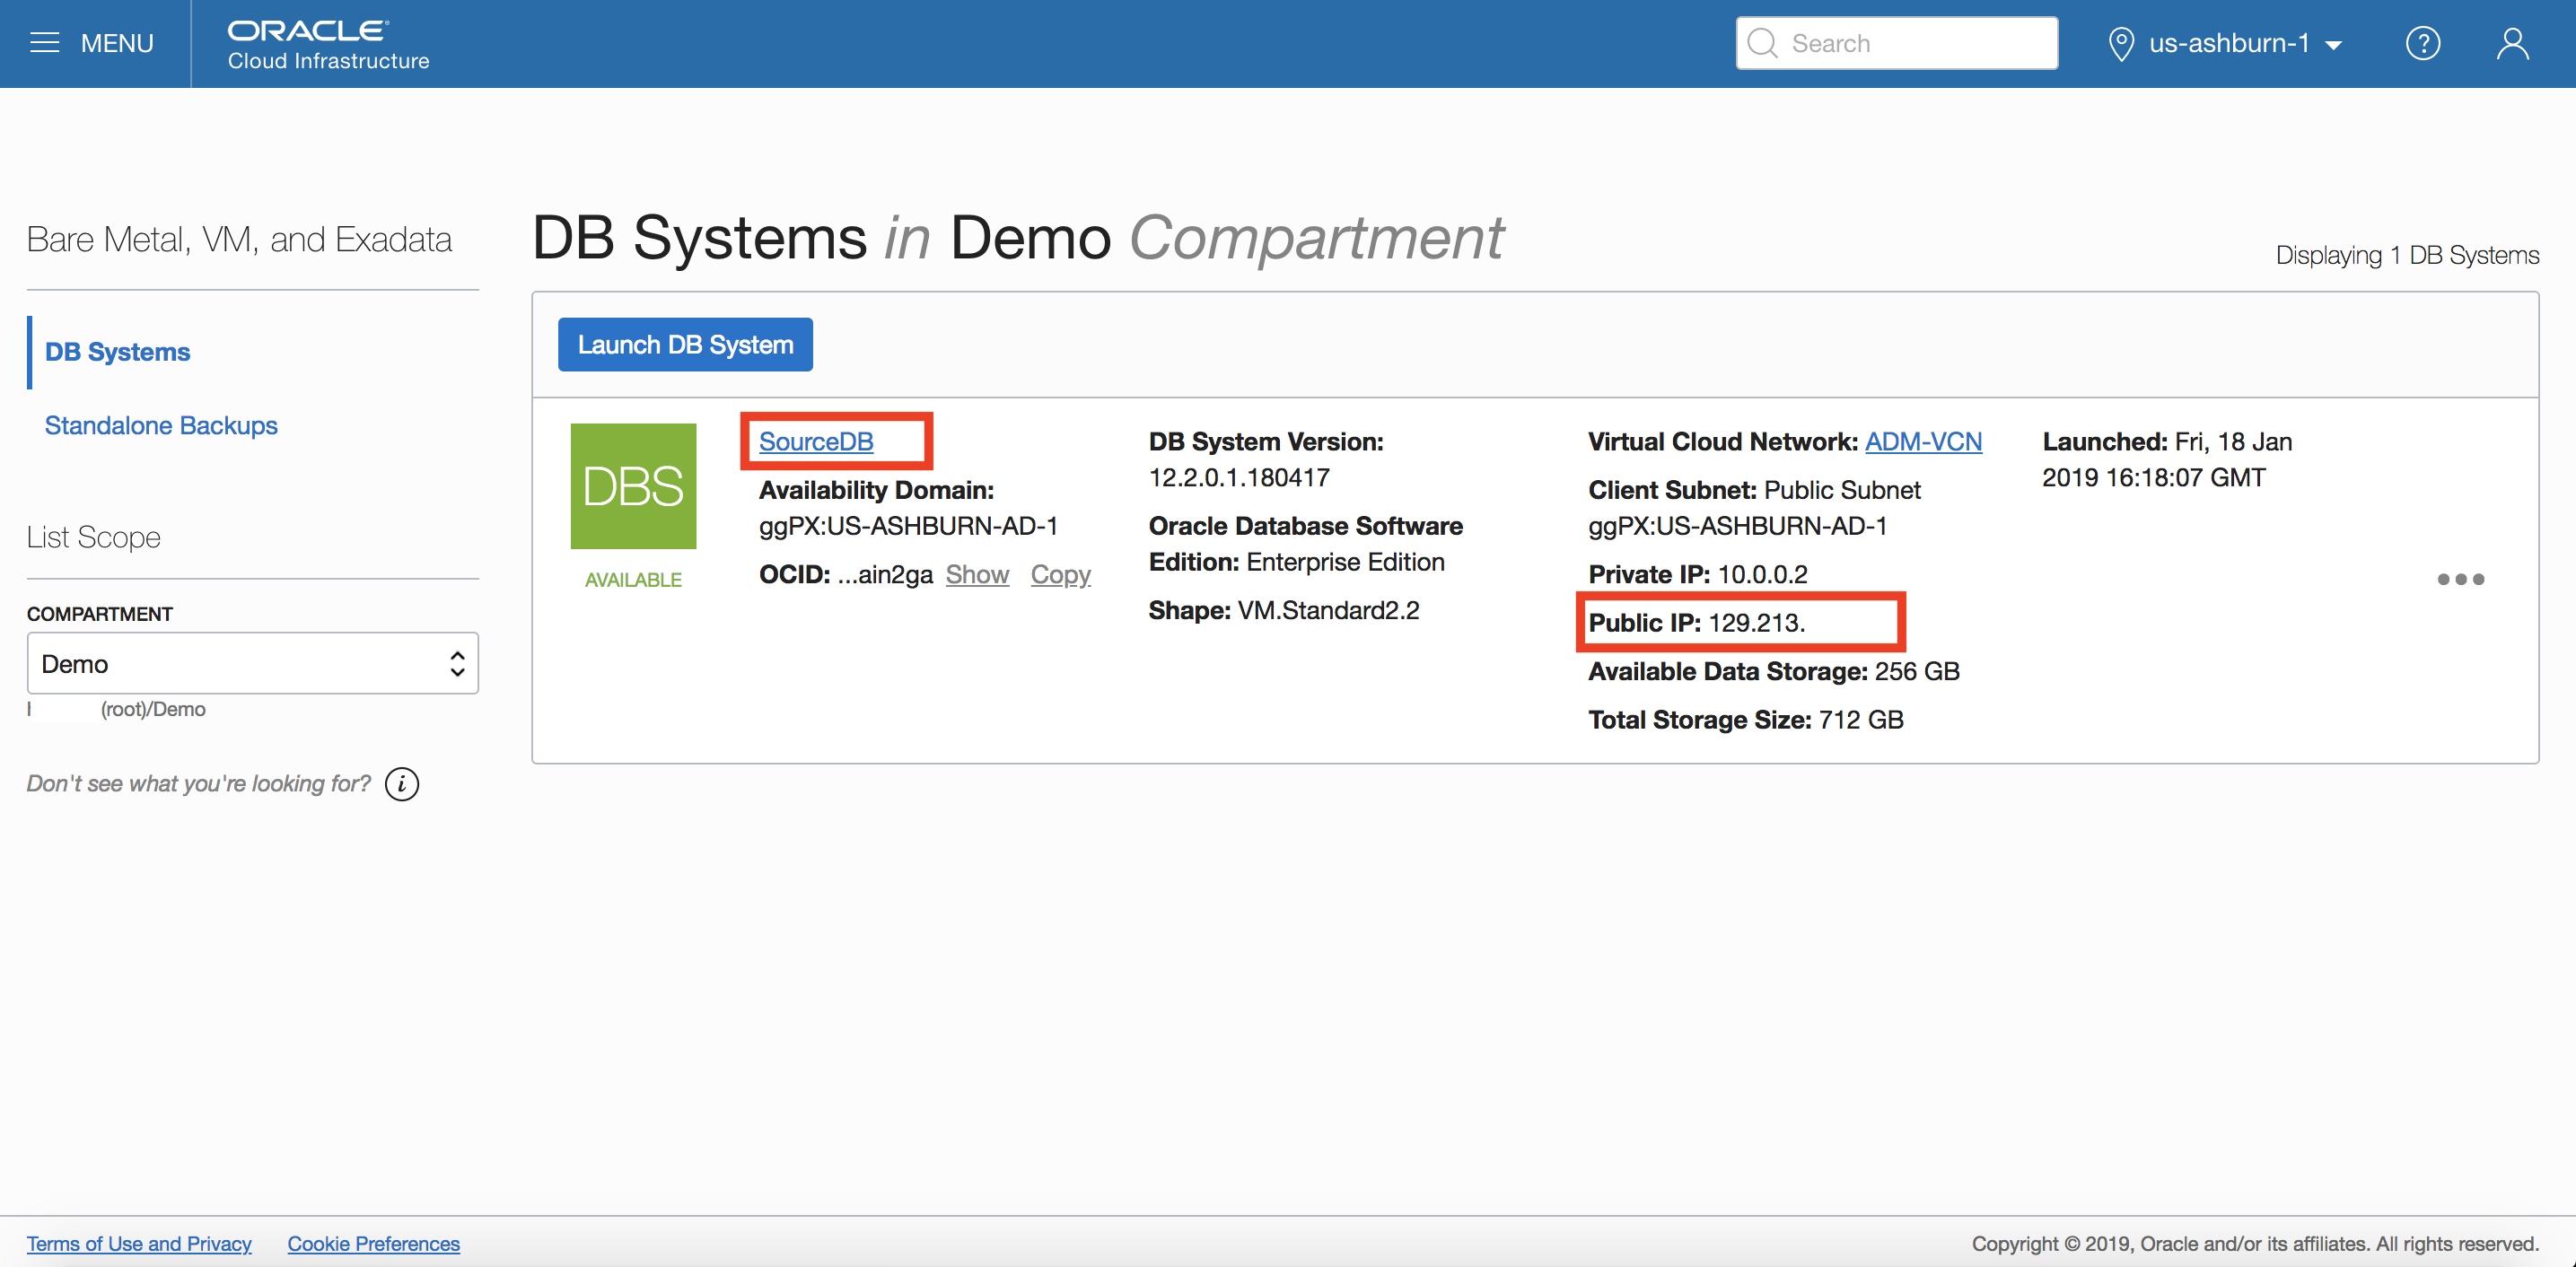 MENU
ORACLE
Cloud Infrastructure
Search
us-ashburn-1
?
Bare Metal, VM, and Exadata
DB Systems
Standalone Backups
List Scope
COMPARTMENT
Demo
(root)/Demo
Don't see what you're looking for? i
DB Systems in Demo Compartment
Displaying 1 DB Systems
Launch DB System
DBS
AVAILABLE
SourceDB
Availability Domain:
ggPX:US-ASHBURN-AD-1
OCID: ...ain2ga Show Copy
DB System Version:
12.2.0.1.180417
Oracle Database Software
Edition: Enterprise Edition
Shape: VM.Standard2.2
Virtual Cloud Network: ADM-VCN
Client Subnet: Public Subnet
ggPX:US-ASHBURN-AD-1
Private IP: 10.0.0.2
Public IP: 129.213.
Available Data Storage: 256 GB
Total Storage Size: 712 GB
Launched: Fri, 18 Jan
2019 16:18:07 GMT
Terms of Use and Privacy
Cookie Preferences
Copyright © 2019, Oracle and/or its affiliates. All rights reserved.